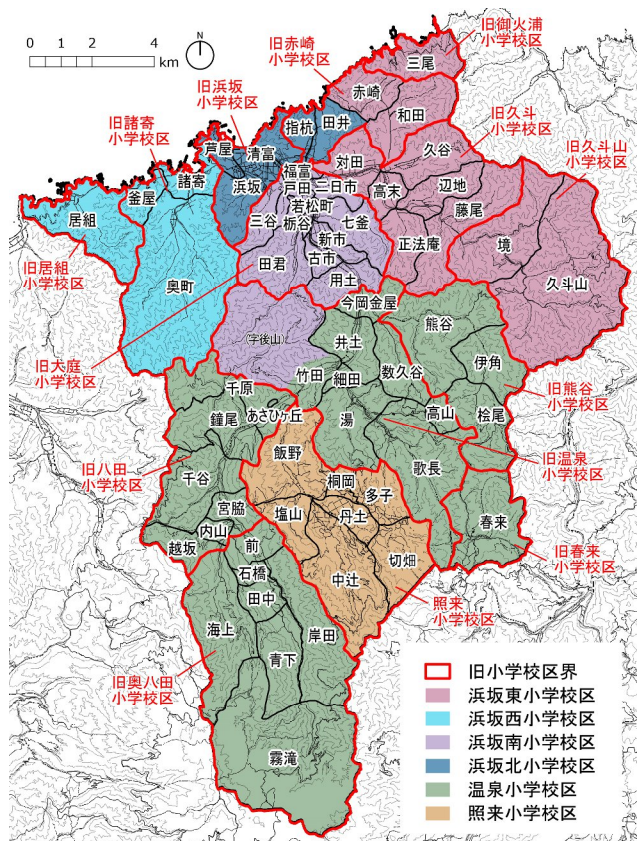 0 1 2 4
km
N
旧御火浦
小学校区
旧赤崎
小学校区
三尾
赤崎
旧浜坂
小学校区
和田
指杭
田井
旧久斗
小学校区
旧諸寄
小学校区
芦屋
清富
旧久斗山
小学校区
久谷
対田
福富
諸寄
浜坂
戸田
二日市
高末
辺地
釜屋
若松町
藤尾
居組
三谷
栃谷
七釜
新市
正法庵
境
古市
田君
久斗山
旧居組
小学校区
奥町
用土
今岡金屋
熊谷
(字後山)
井土
旧大庭
小学校区
伊角
竹田
細田
数久谷
旧熊谷
小学校区
千原
あさひヶ丘
湯
高山
桧尾
鐘尾
飯野
旧八田
小学校区
歌長
旧温泉
小学校区
千谷
桐岡
多子
宮脇
塩山
丹土
春来
内山
越坂
前
切畑
旧春来
小学校区
石橋
中辻
田中
照来
小学校区
海上
岸田
青下
旧奥八田
小学校区
霧滝
旧小学校区界
浜坂東小学校区
浜坂西小学校区
浜坂南小学校区
浜坂北小学校区
温泉小学校区
照来小学校区